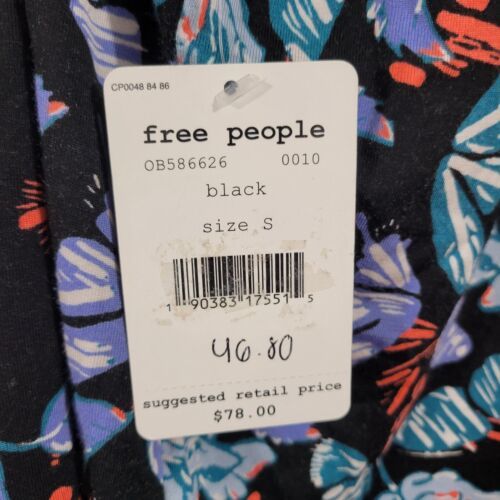 CP0048 84 86
free people
OB586626 0010
black
size S
1 90383 17551 5
46.80
suggested retail price
$78.00